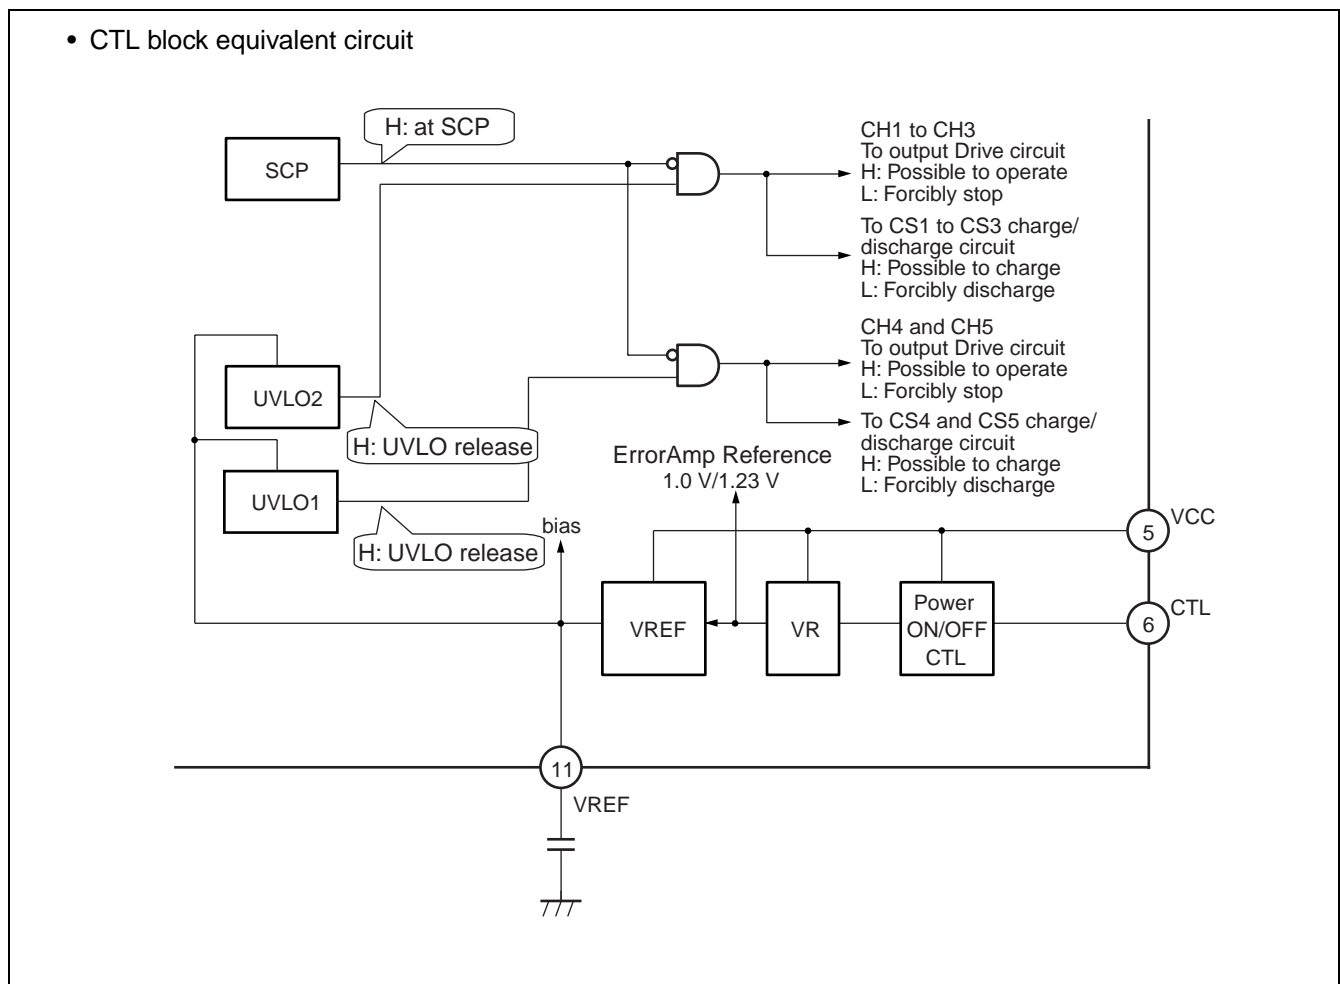 • CTL block equivalent circuit
H: at SCP
SCP
CH1 to CH3
To output Drive circuit
H: Possible to operate
L: Forcibly stop
To CS1 to CS3 charge/
discharge circuit
H: Possible to charge
L: Forcibly discharge
UVLO2
H: UVLO release
CH4 and CH5
To output Drive circuit
H: Possible to operate
L: Forcibly stop
To CS4 and CS5 charge/
discharge circuit
H: Possible to charge
L: Forcibly discharge
UVLO1
H: UVLO release
ErrorAmp Reference
1.0 V/1.23 V
bias
5
VCC
VREF
VR
Power
ON/OFF
CTL
6
CTL
11
VREF